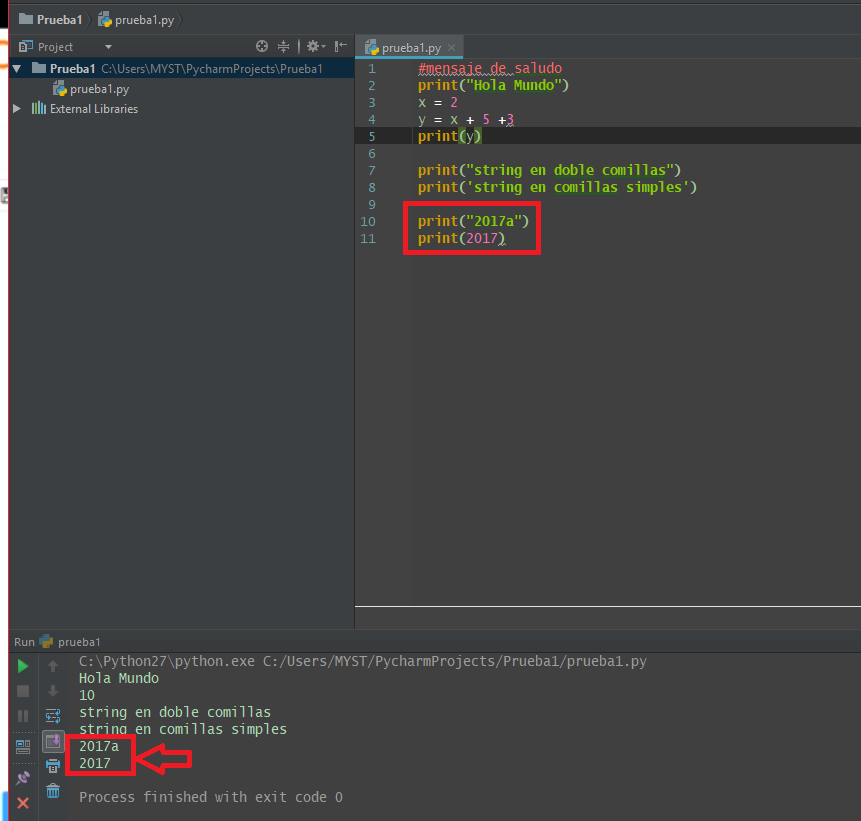 Prueba1 prueba1.py
Project
prueba1.py
Prueba1 C:\Users\MYST\PycharmProjects\Prueba1
prueba1.py
External Libraries
1 #mensaje de saludo
2 print("Hola Mundo")
3 x = 2
4 y = x + 5 +3
5 print(y)
6
7 print("string en doble comillas")
8 print('string en comillas simples')
9
10 print("2017a")
11 print(2017)
Run prueba1
C:\Python27\python.exe C:/Users/MYST/PycharmProjects/Prueba1/prueba1.py
Hola Mundo
10
string en doble comillas
string en comillas simples
2017a
2017
Process finished with exit code 0